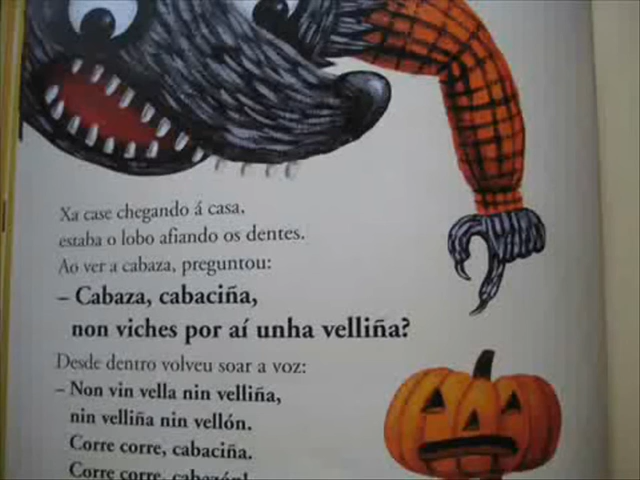 Xa case chegando á casa,
estaba o lobo afiando os dentes.
Ao ver a cabaza, preguntou:
– Cabaza, cabaciña,
non viches por aí unha velliña?
Desde dentro volveu soar a voz:
– Non vin vella nin velliña,
nin velliña nin vellón.
Corre corre, cabaciña.
Corre corre, cabazón!